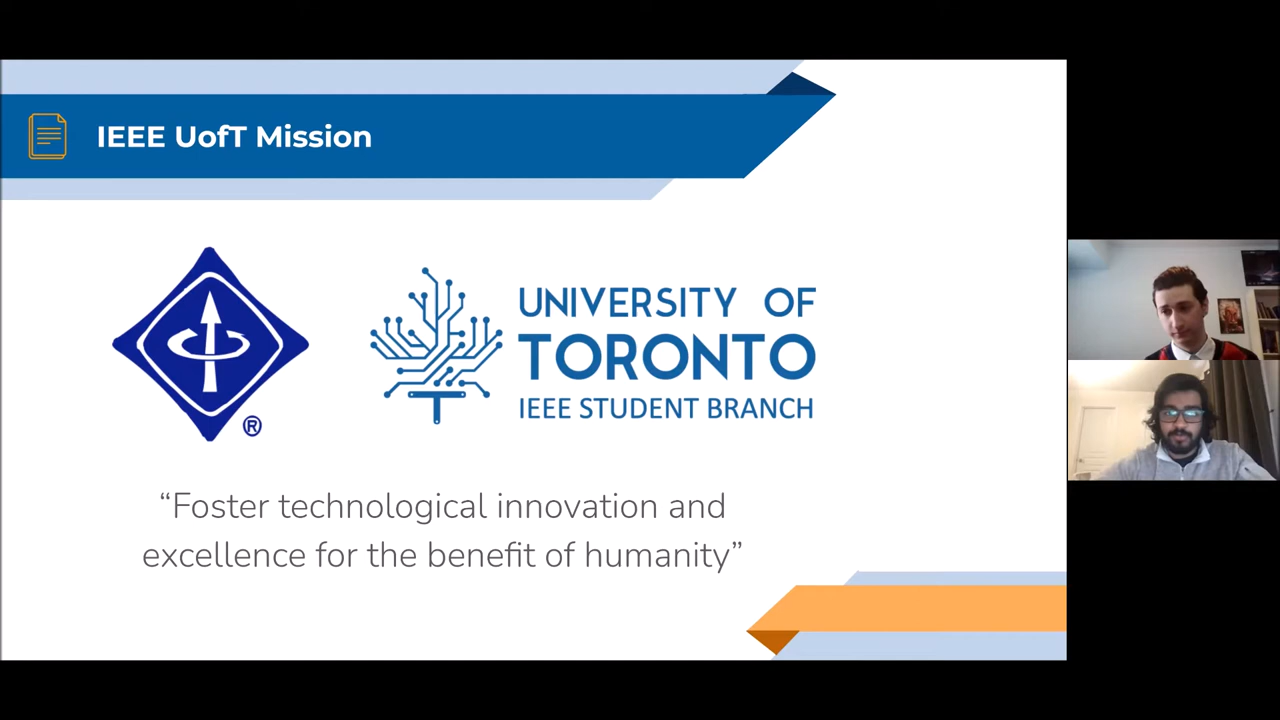 IEEE UofT Mission
®
UNIVERSITY OF
TORONTO
IEEE STUDENT BRANCH
“Foster technological innovation and
excellence for the benefit of humanity”